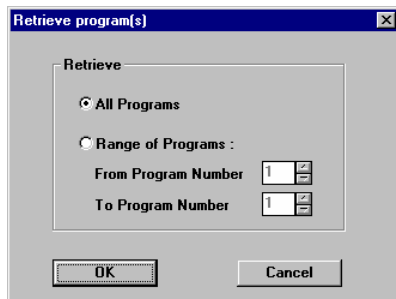 Retrieve program(s)
Retrieve
All Programs
Range of Programs :
From Program Number 1
To Program Number 1
OK Cancel